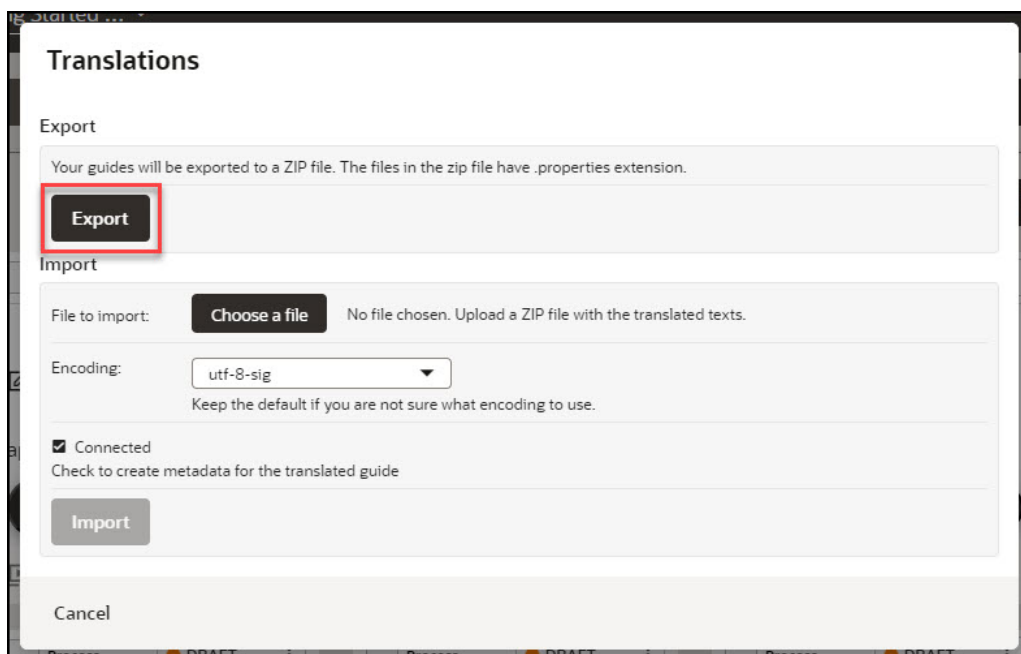 Translations
Export
Your guides will be exported to a ZIP file. The files in the zip file have .properties extension.
Export
Import
File to import: Choose a file No file chosen. Upload a ZIP file with the translated texts.
Encoding: utf-8-sig
Keep the default if you are not sure what encoding to use.
Connected
Check to create metadata for the translated guide
Import
Cancel